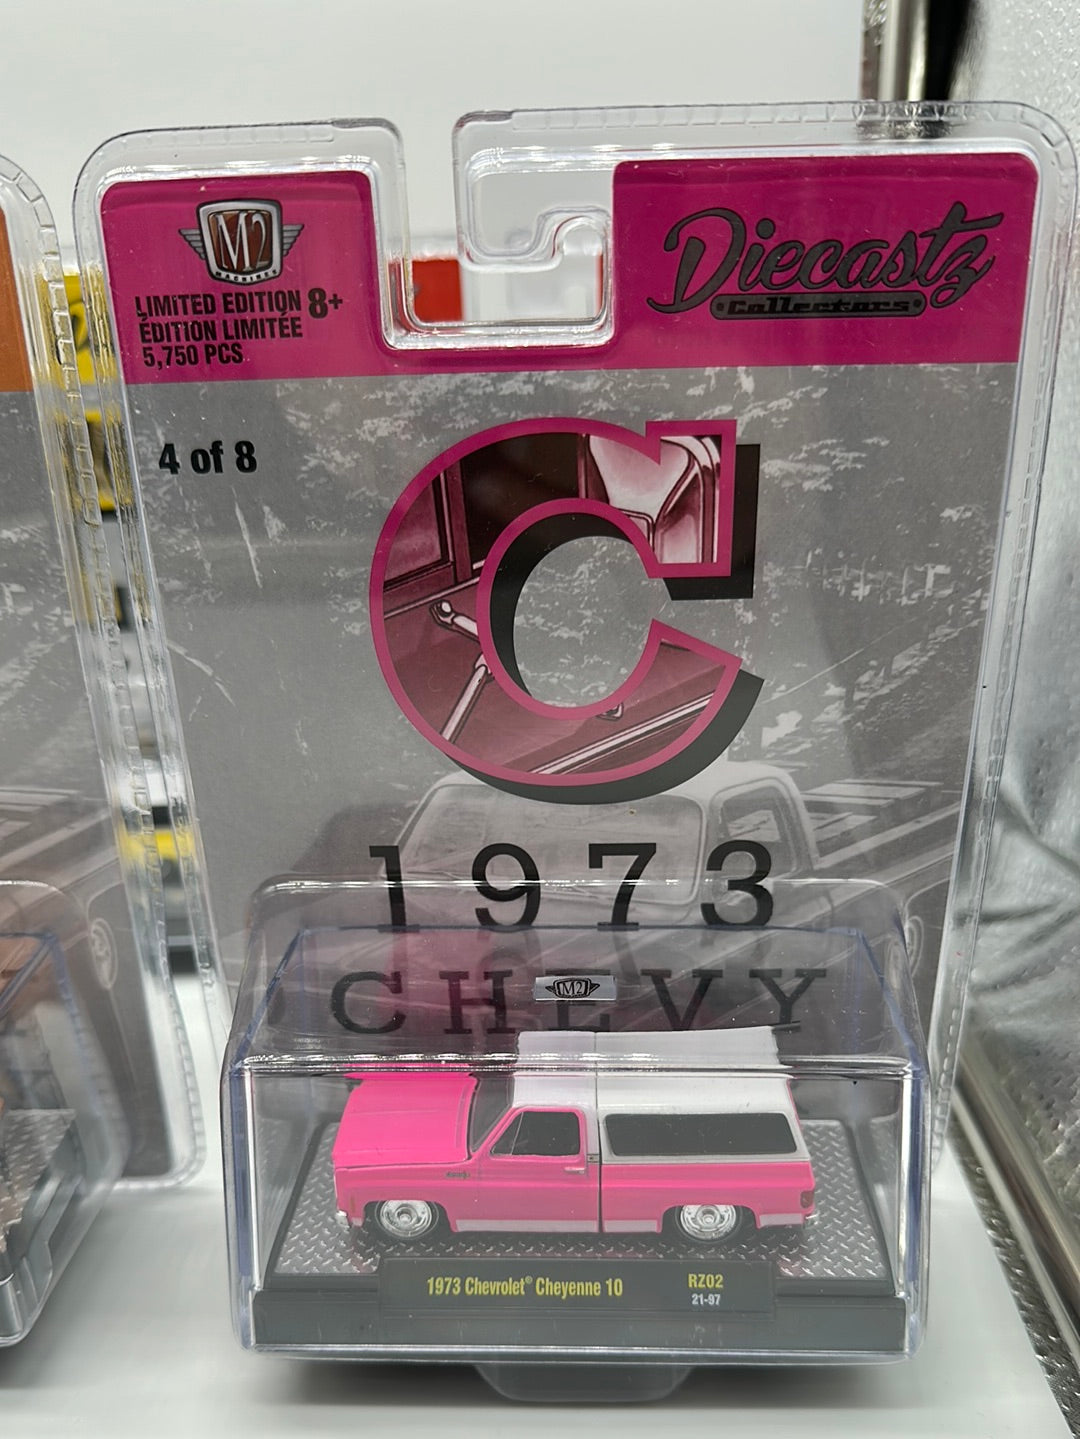 M2
MACHINES
LIMITED EDITION 8+
ÉDITION LIMITÉE
5,750 PCS
Diecastz
Collectors
4 of 8
C
1973
CHEVY
M2
1973 Chevrolet® Cheyenne 10
RZ02
21-97